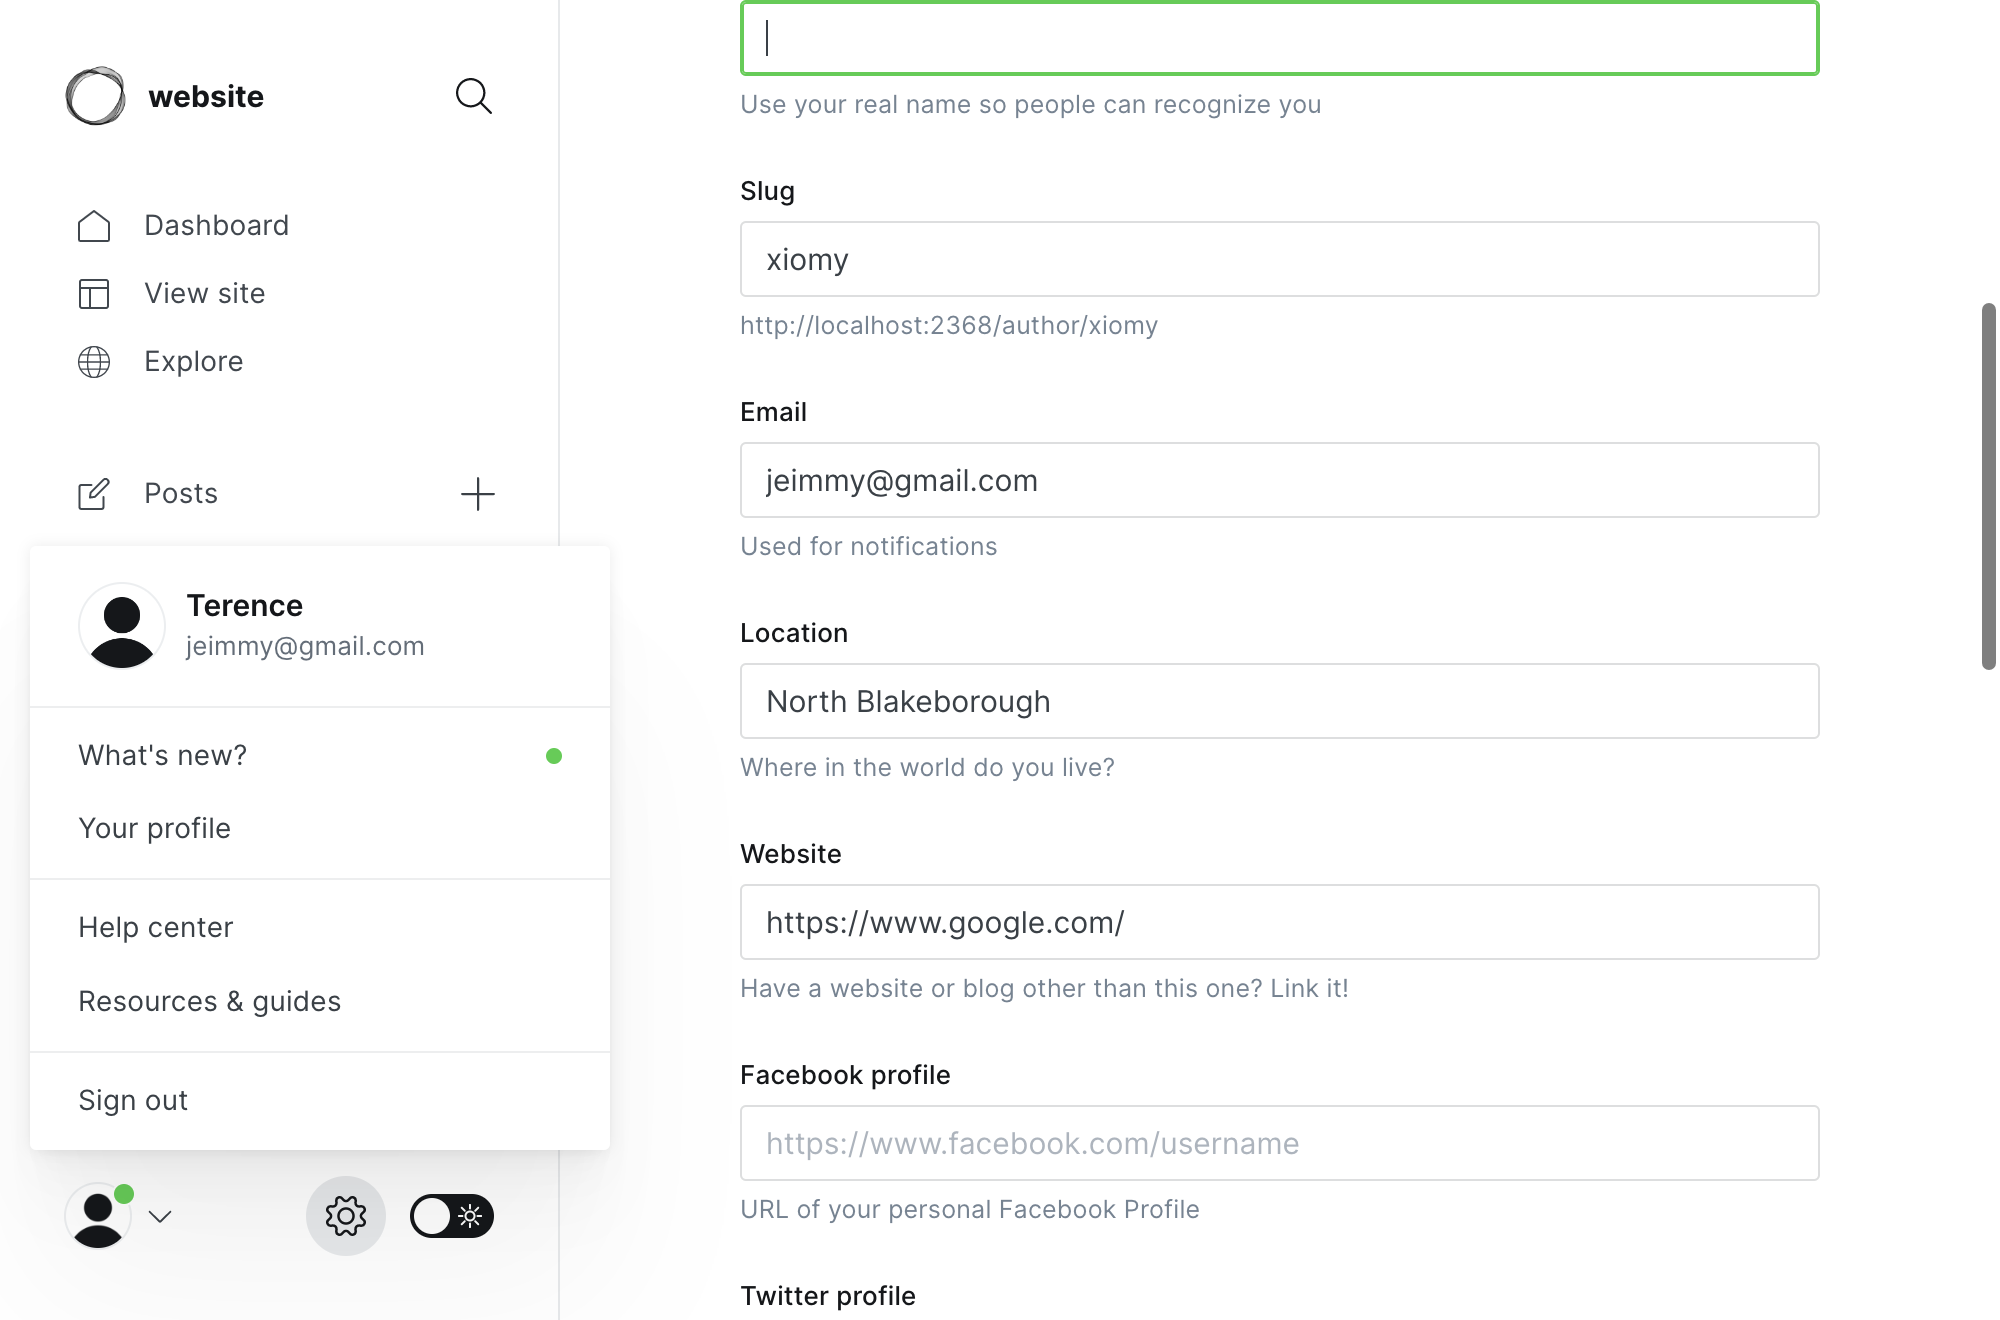 website
Dashboard
View site
Explore
Posts
Terence
jeimmy@gmail.com
What's new?
Your profile
Help center
Resources & guides
Sign out
Use your real name so people can recognize you
Slug
xiomy
http://localhost:2368/author/xiomy
Email
jeimmy@gmail.com
Used for notifications
Location
North Blakeborough
Where in the world do you live?
Website
https://www.google.com/
Have a website or blog other than this one? Link it!
Facebook profile
https://www.facebook.com/username
URL of your personal Facebook Profile
Twitter profile